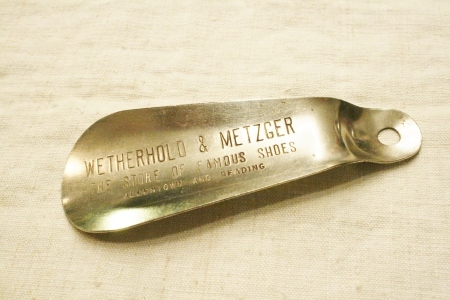 WETHERHOLD & METZGER
THE STORE OF FAMOUS SHOES
ALLENTOWN AND READING